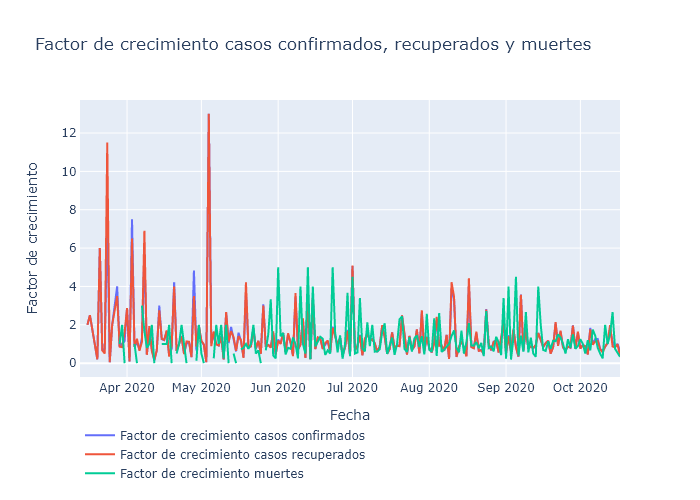 Factor de crecimiento casos confirmados, recuperados y muertes
Factor de crecimiento
12
10
8
6
4
2
0
Apr 2020
May 2020
Jun 2020
Jul 2020
Aug 2020
Sep 2020
Oct 2020
Fecha
Factor de crecimiento casos confirmados
Factor de crecimiento casos recuperados
Factor de crecimiento muertes